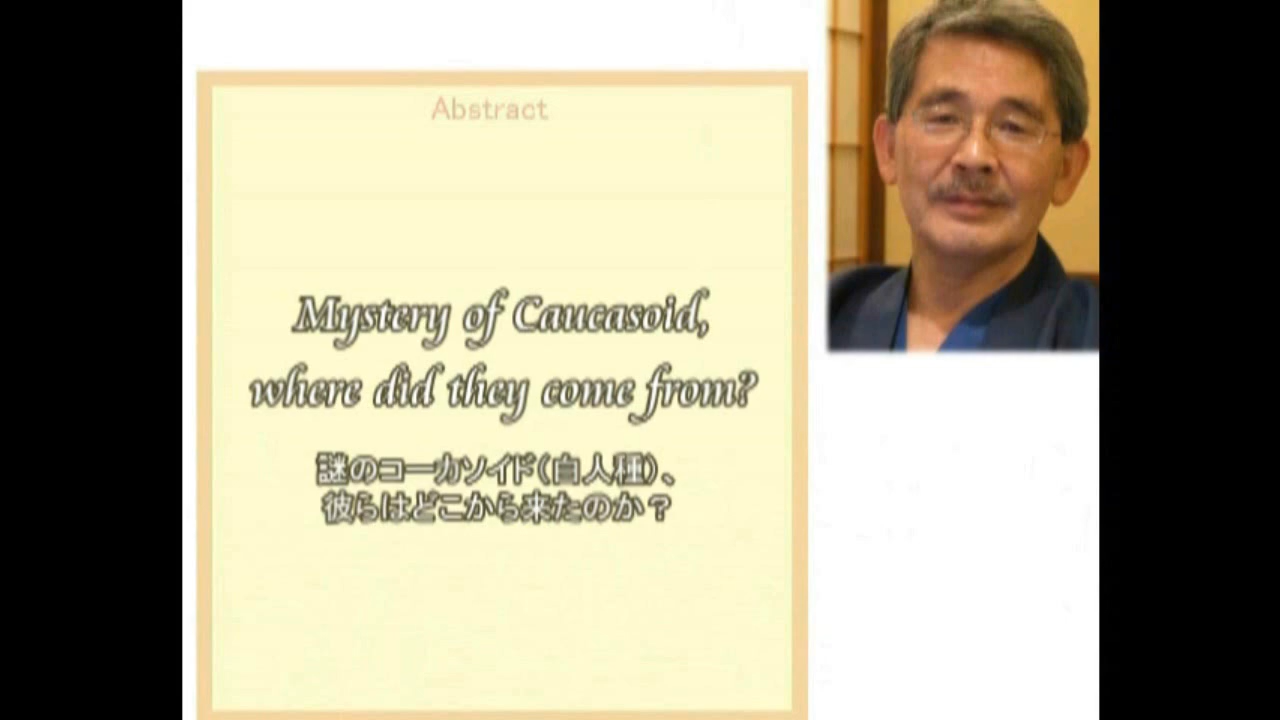 Abstract
Mystery of Caucasoid,
where did they come from?
謎のコーカソイド（白人種）、
彼らはどこから来たのか？